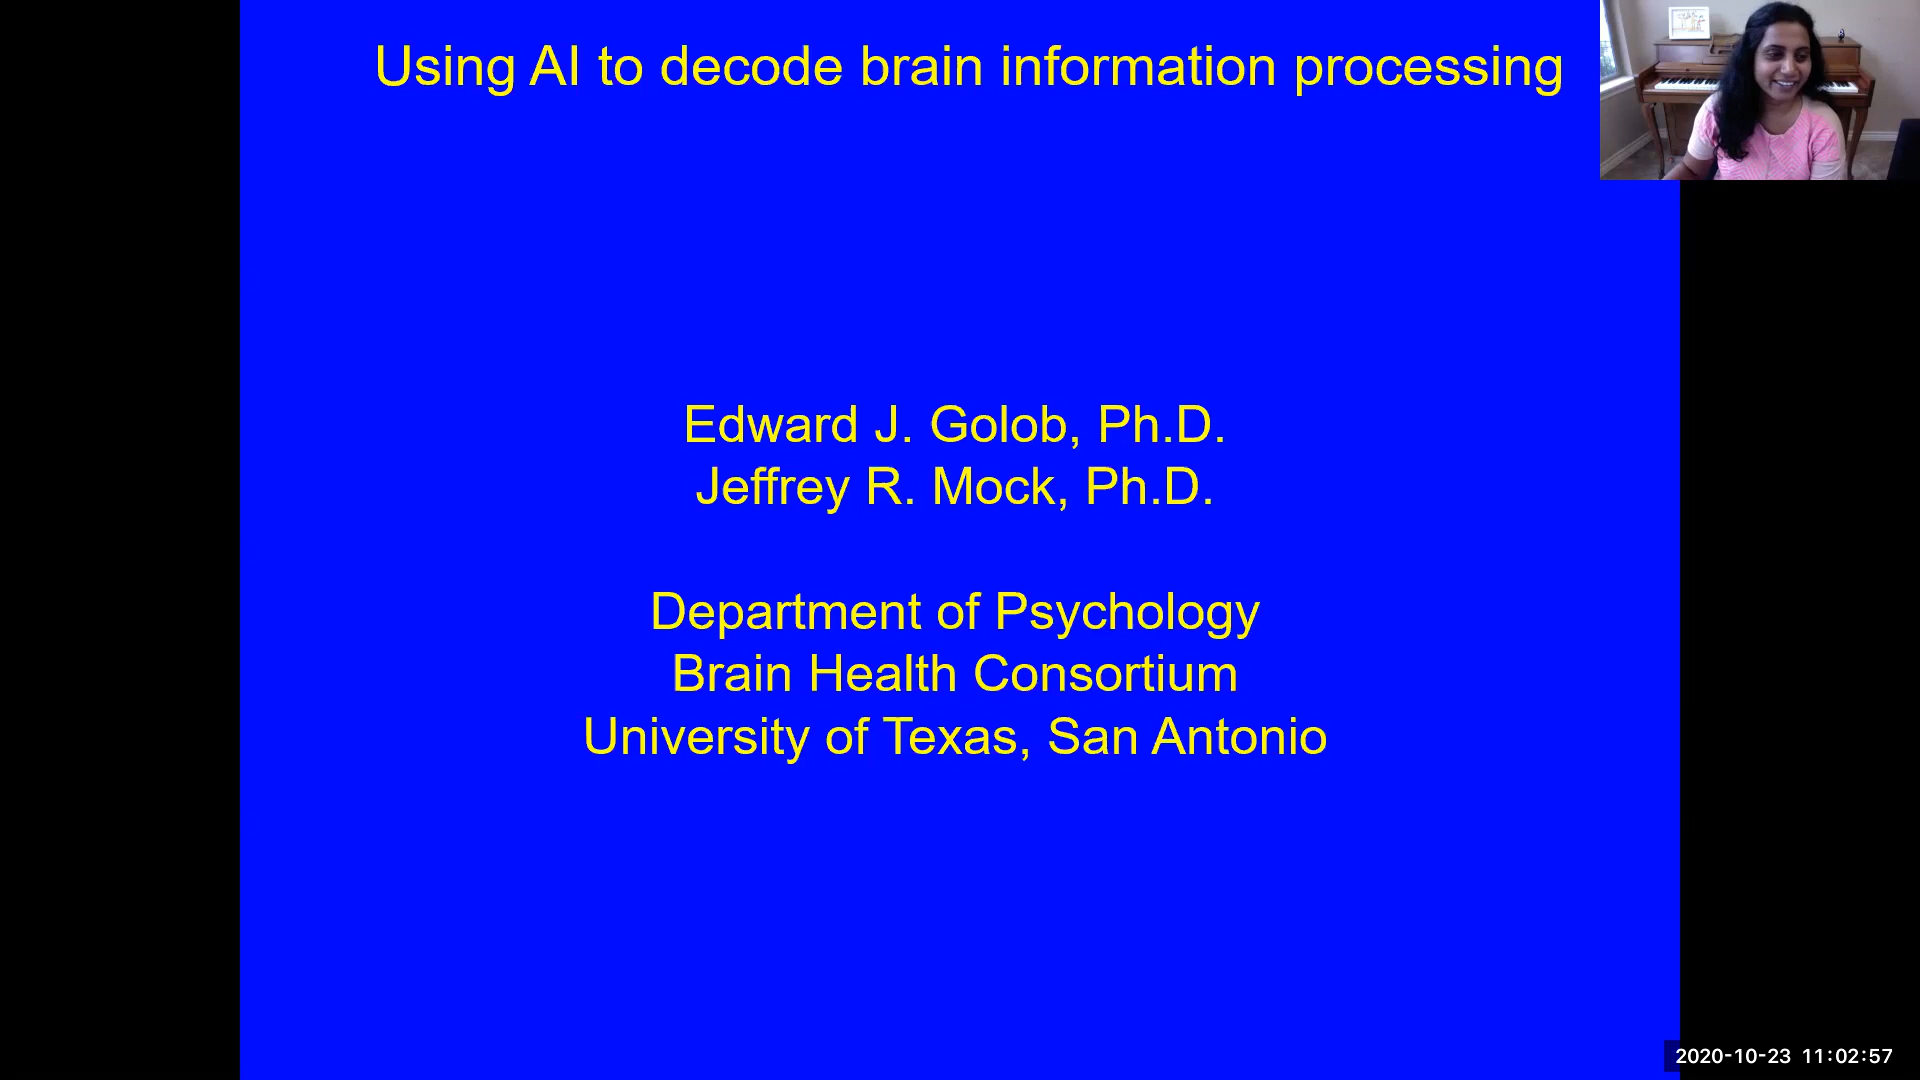 Using AI to decode brain information processing
Edward J. Golob, Ph.D.
Jeffrey R. Mock, Ph.D.
Department of Psychology
Brain Health Consortium
University of Texas, San Antonio
2020-10-23 11:02:57